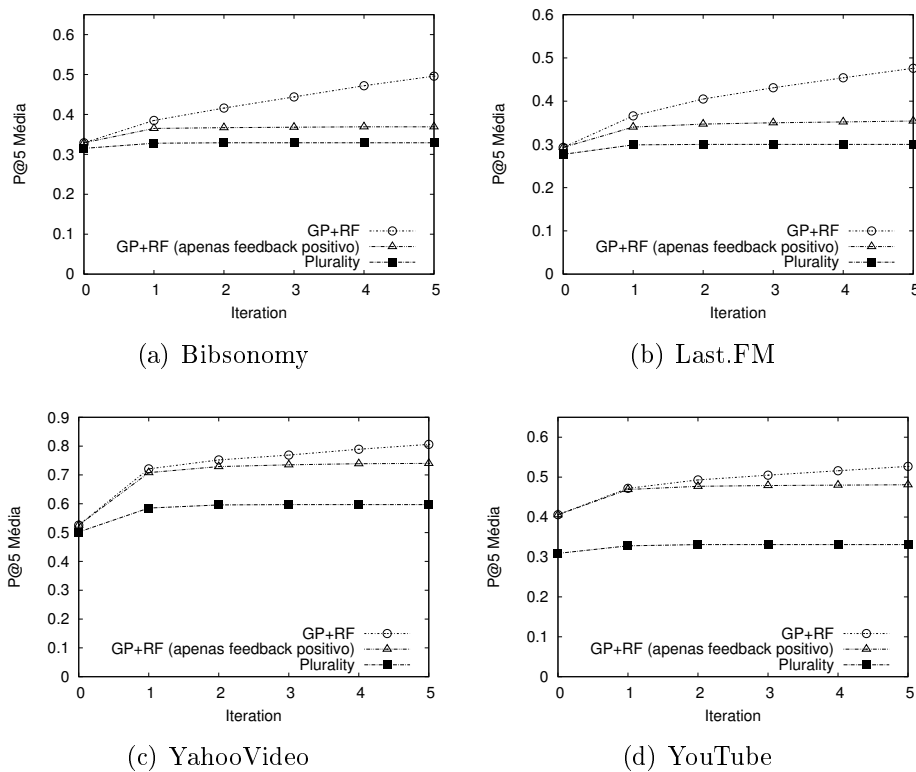 0.6
0.5
0.4
0.3
0.2
0.1
0
P@5 Média
GP+RF
GP+RF (apenas feedback positivo)
Plurality
0 1 2 3 4 5
Iteration
(a) Bibsonomy
0.6
0.5
0.4
0.3
0.2
0.1
0
P@5 Média
GP+RF
GP+RF (apenas feedback positivo)
Plurality
0 1 2 3 4 5
Iteration
(b) Last.FM
0.9
0.8
0.7
0.6
0.5
0.4
0.3
0.2
0.1
0
P@5 Média
GP+RF
GP+RF (apenas feedback positivo)
Plurality
0 1 2 3 4 5
Iteration
(c) YahooVideo
0.6
0.5
0.4
0.3
0.2
0.1
0
P@5 Média
GP+RF
GP+RF (apenas feedback positivo)
Plurality
0 1 2 3 4 5
Iteration
(d) YouTube